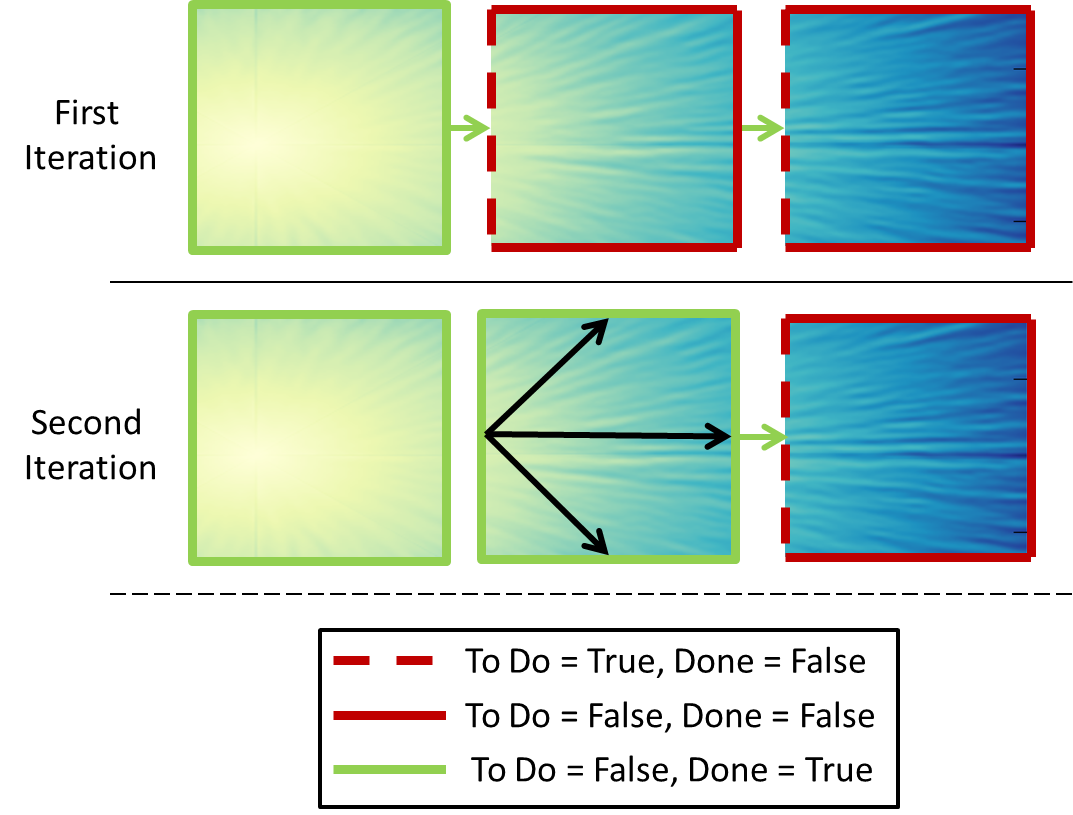 First
Iteration
Second
Iteration
To Do = True, Done = False
To Do = False, Done = False
To Do = False, Done = True